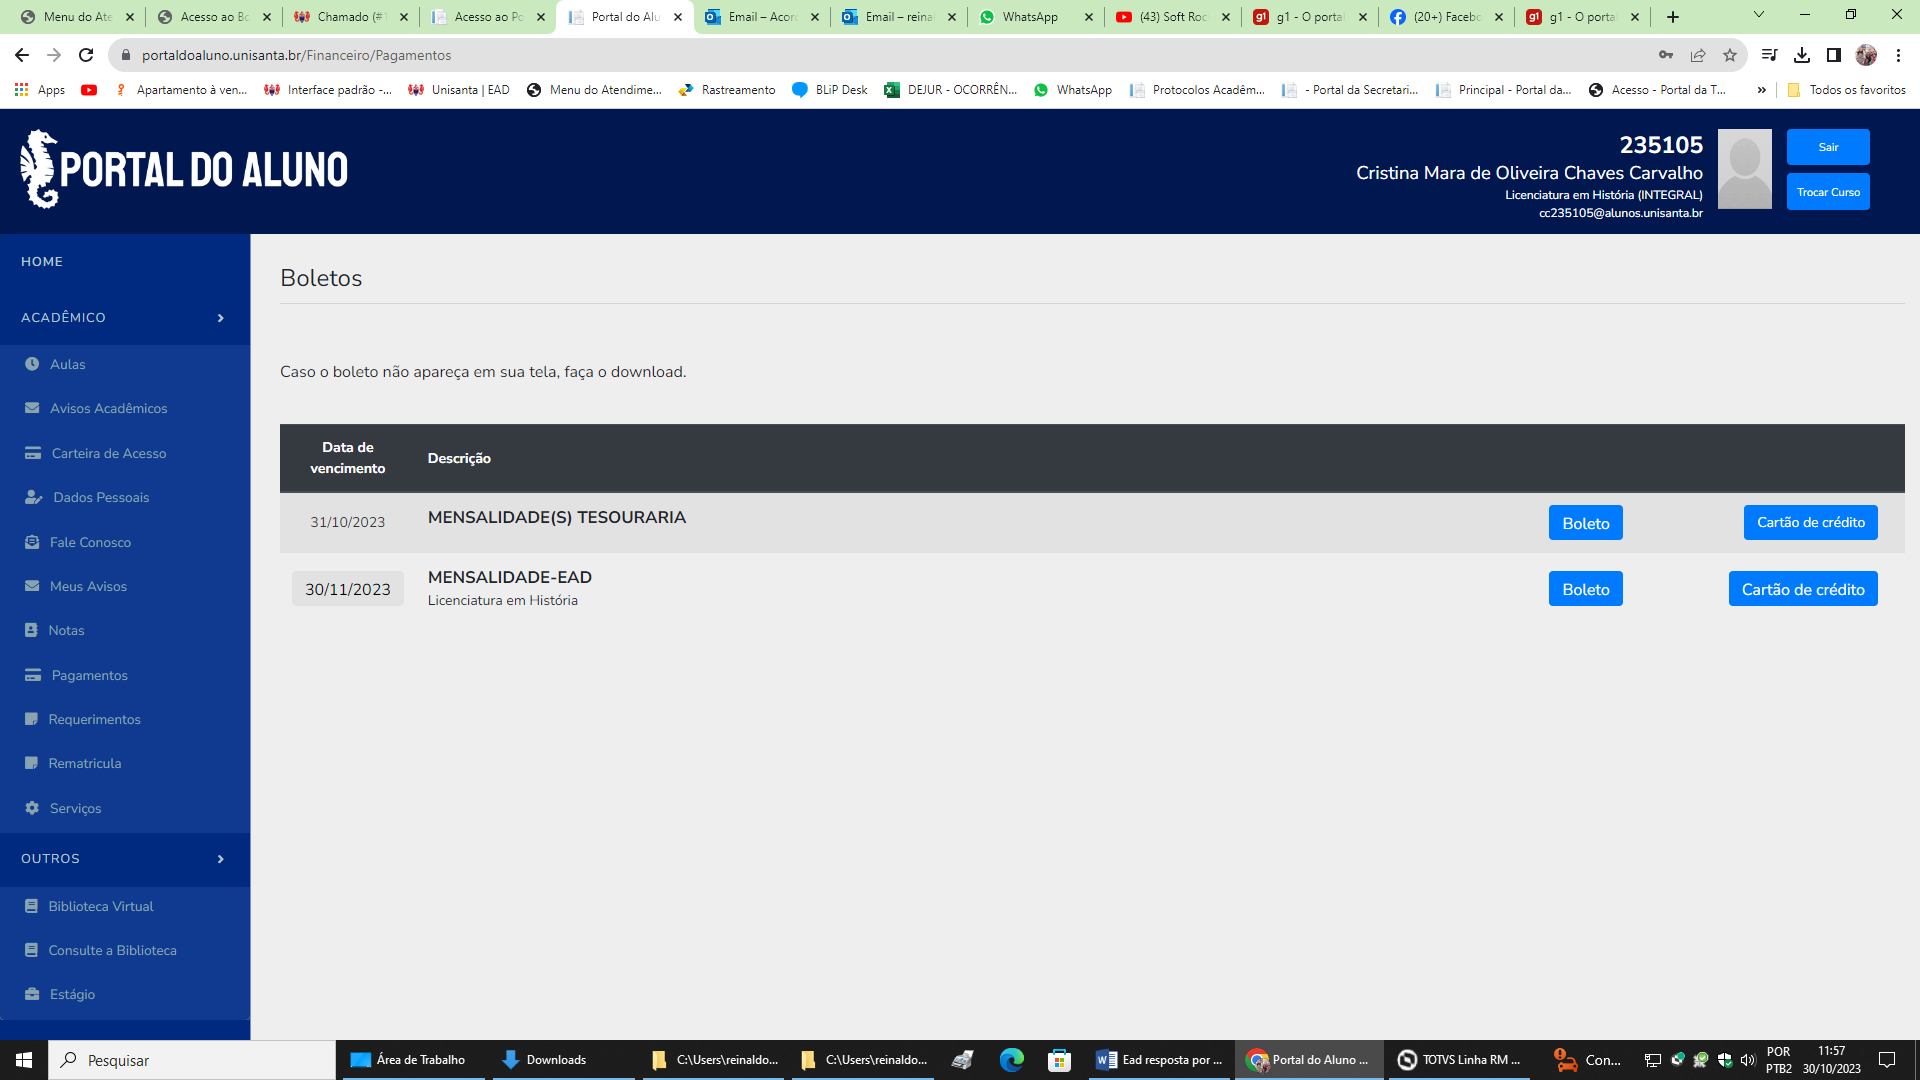 Menu do Ate
Acesso ao Bo
Chamado (#1
Acesso ao Po
Portal do Alu
Email – Acor
Email – reina
WhatsApp
(43) Soft Roc
g1 - O portal
(20+) Facebo
g1 - O portal
portaldoaluno.unisanta.br/Financeiro/Pagamentos
Apps
Apartamento à ven...
Interface padrão -...
Unisanta | EAD
Menu do Atendime...
Rastreamento
BLiP Desk
DEJUR - OCORRÊN...
WhatsApp
Protocolos Acadêm...
- Portal da Secretari...
Principal - Portal da...
Acesso - Portal da T...
»
Todos os favoritos
PORTAL DO ALUNO
235105
Cristina Mara de Oliveira Chaves Carvalho
Licenciatura em História (INTEGRAL)
cc235105@alunos.unisanta.br
Sair
Trocar Curso
HOME
ACADÊMICO
Aulas
Avisos Acadêmicos
Carteira de Acesso
Dados Pessoais
Fale Conosco
Meus Avisos
Notas
Pagamentos
Requerimentos
Rematricula
Serviços
OUTROS
Biblioteca Virtual
Consulte a Biblioteca
Estágio
Boletos
Caso o boleto não apareça em sua tela, faça o download.
Data de
vencimento
Descrição
31/10/2023
MENSALIDADE(S) TESOURARIA
Boleto
Cartão de crédito
30/11/2023
MENSALIDADE-EAD
Licenciatura em História
Boleto
Cartão de crédito
Pesquisar
Área de Trabalho
Downloads
C:\Users\reinaldo...
C:\Users\reinaldo...
Ead resposta por ...
Portal do Aluno ...
TOTVS Linha RM ...
Con...
POR
PTB2
11:57
30/10/2023